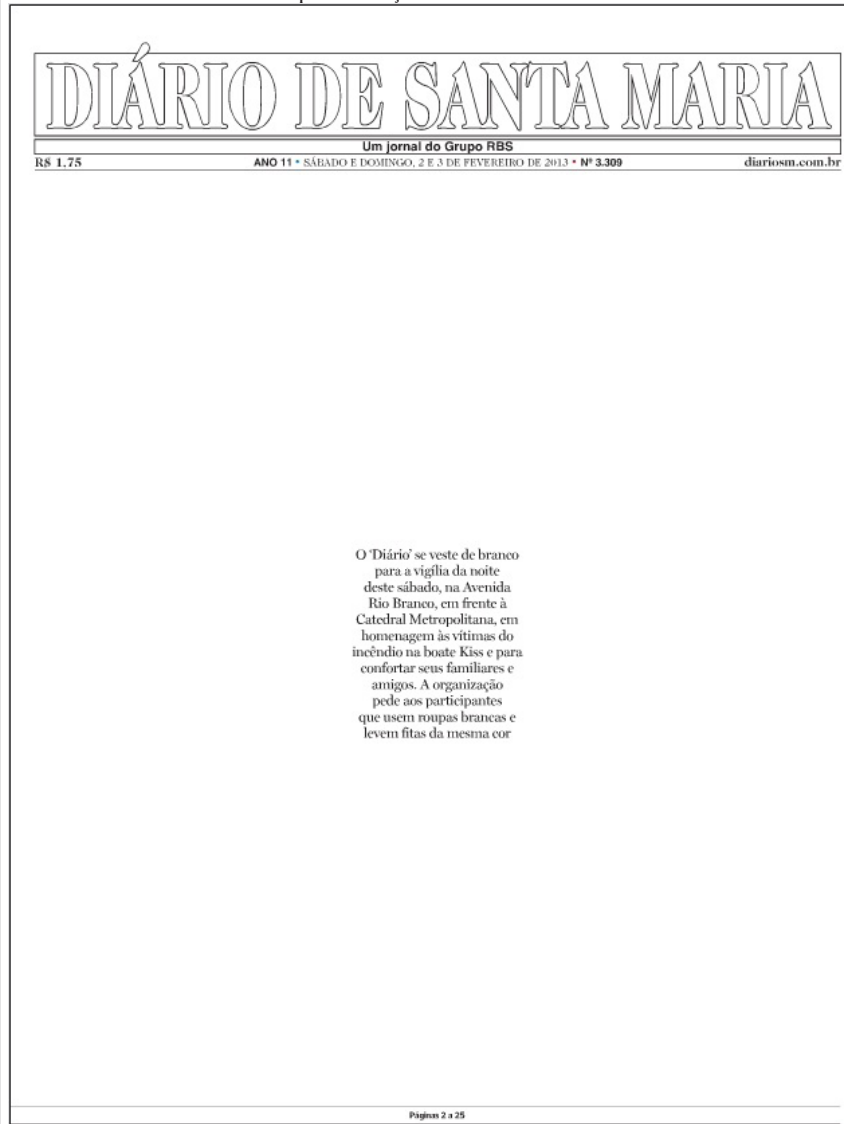 DIÁRIO DE SANTA MARIA
Um jornal do Grupo RBS
R$ 1,75 ANO 11 • SÁBADO E DOMINGO, 2 E 3 DE FEVEREIRO DE 2013 • Nº 3.309 diariosm.com.br
O ‘Diário’ se veste de branco
para a vigília da noite
deste sábado, na Avenida
Rio Branco, em frente à
Catedral Metropolitana, em
homenagem às vítimas do
incêndio na boate Kiss e para
confortar seus familiares e
amigos. A organização
pede aos participantes
que usem roupas brancas e
levem fitas da mesma cor
Páginas 2 a 25